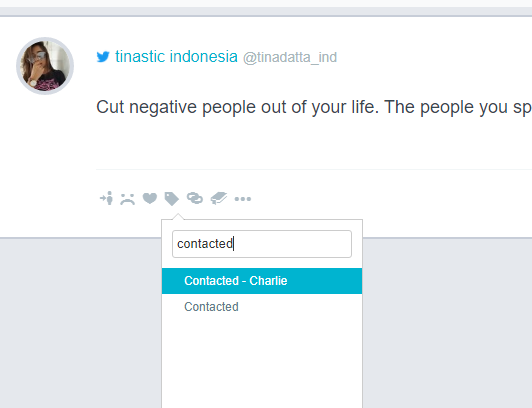 tinastic indonesia @tinadatta_ind
Cut negative people out of your life. The people you sp
contacted
Contacted - Charlie
Contacted